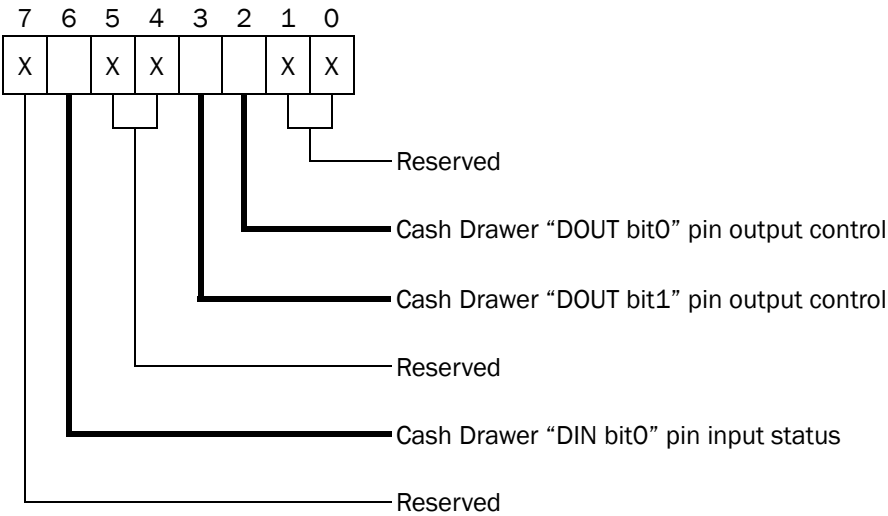 7 6 5 4 3 2 1 0
X X X X X
Reserved
Cash Drawer “DOUT bit0” pin output control
Cash Drawer “DOUT bit1” pin output control
Reserved
Cash Drawer “DIN bit0” pin input status
Reserved